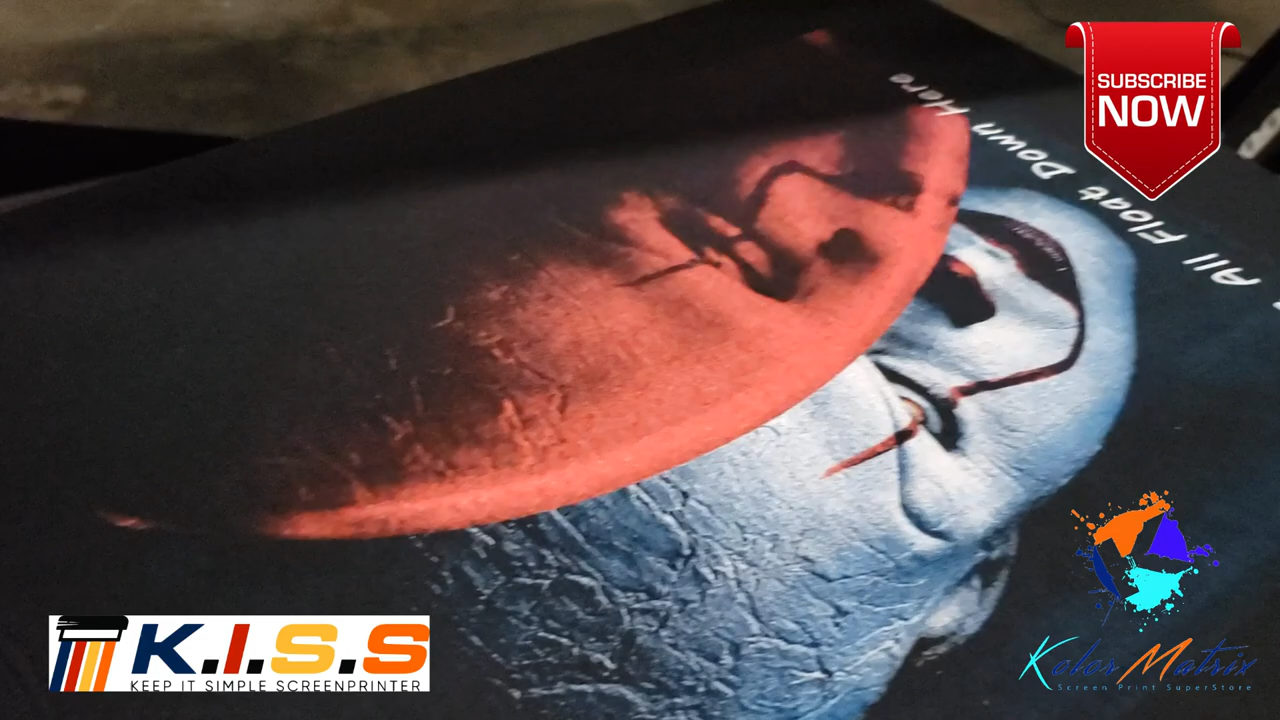 SUBSCRIBE
NOW
All Float Down Here
K.I.S.S
KEEP IT SIMPLE SCREENPRINTER
Kolor Matrix
Screen Print SuperStore